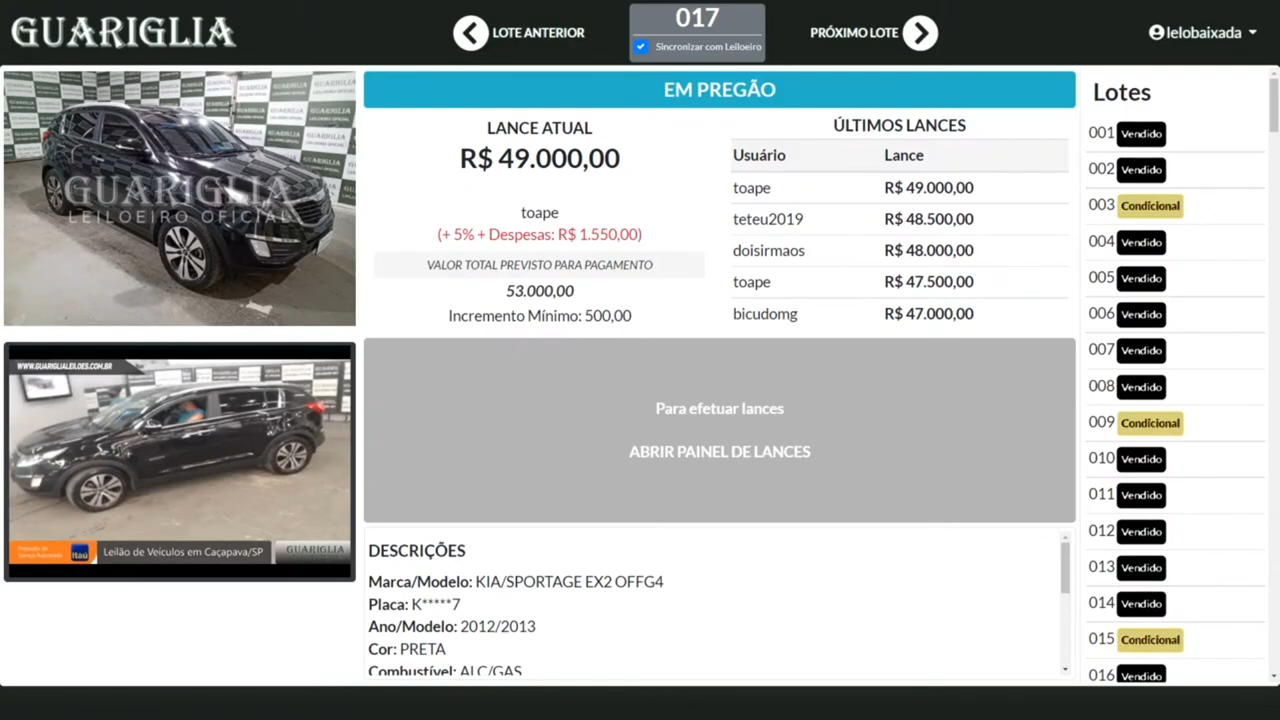 GUARIGLIA
LOTE ANTERIOR
017
Sincronizar com Leiloeiro
PRÓXIMO LOTE
lelobaixada
GUARIGLIA
LEILOEIRO OFICIAL
WWW.GUARIGLIALEILOES.COM.BR
Itaú
Leilão de Veículos em Caçapava/SP
GUARIGLIA
EM PREGÃO
LANCE ATUAL
R$ 49.000,00
toape
(+ 5% + Despesas: R$ 1.550,00)
VALOR TOTAL PREVISTO PARA PAGAMENTO
53.000,00
Incremento Mínimo: 500,00
ÚLTIMOS LANCES
Usuário Lance
toape R$ 49.000,00
teteu2019 R$ 48.500,00
doisirmaos R$ 48.000,00
toape R$ 47.500,00
bicudomg R$ 47.000,00
Para efetuar lances
ABRIR PAINEL DE LANCES
DESCRIÇÕES
Marca/Modelo: KIA/SPORTAGE EX2 OFFG4
Placa: K*****7
Ano/Modelo: 2012/2013
Cor: PRETA
Combustível: ALC/GAS
Lotes
001 Vendido
002 Vendido
003 Condicional
004 Vendido
005 Vendido
006 Vendido
007 Vendido
008 Vendido
009 Condicional
010 Vendido
011 Vendido
012 Vendido
013 Vendido
014 Vendido
015 Condicional
016 Vendido